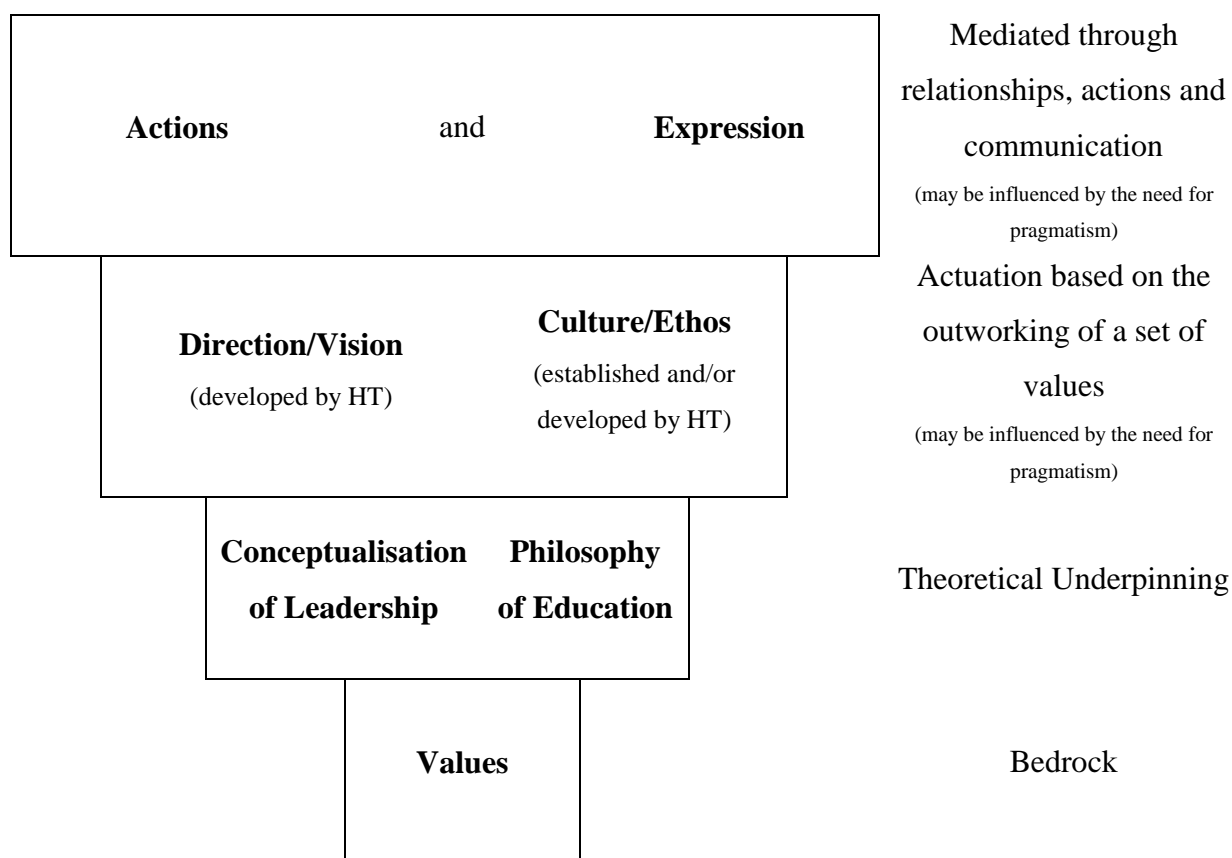 Actions and Expression
Mediated through
relationships, actions and
communication
(may be influenced by the need for
pragmatism)
Direction/Vision
(developed by HT)
Culture/Ethos
(established and/or
developed by HT)
Actuation based on the
outworking of a set of
values
(may be influenced by the need for
pragmatism)
Conceptualisation
of Leadership
Philosophy
of Education
Theoretical Underpinning
Values
Bedrock